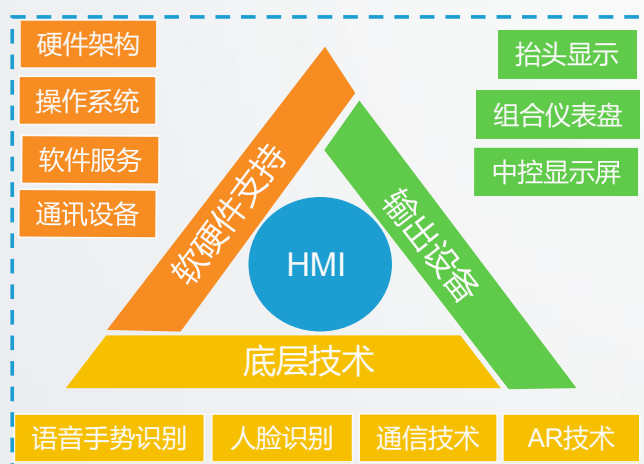 硬件架构
操作系统
软件服务
通讯设备
抬头显示
组合仪表盘
中控显示屏
软硬件支持
输出设备
HMI
底层技术
语音手势识别
人脸识别
通信技术
AR技术